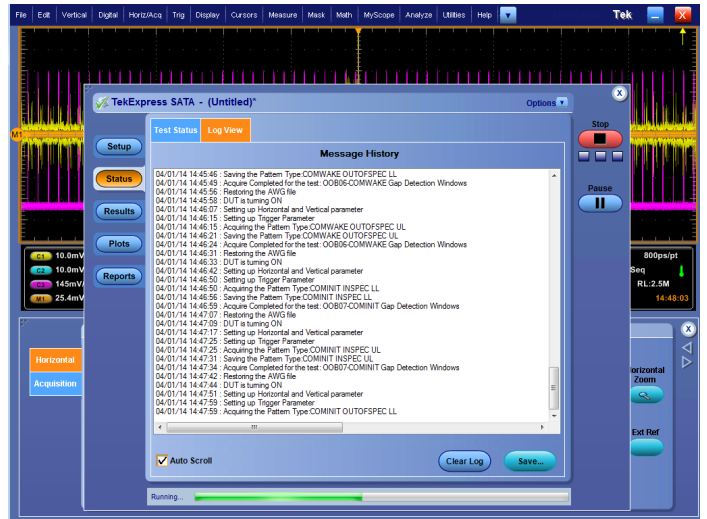 File Edit Vertical Digital Horiz/Acq Trig Display Cursors Measure Mask Math MyScope Analyze Utilities Help Tek X
TekExpress SATA - (Untitled)* Options X
Test Status Log View
Stop
Message History
Setup
Status
Results
Plots
Reports
04/01/14 14:45:46 : Saving the Pattern Type:COMWAKE OUTOFSPEC LL
04/01/14 14:45:49 : Acquire Completed for the test: OOB06-COMWAKE Gap Detection Windows
04/01/14 14:45:56 : Restoring the AWG file
04/01/14 14:45:58 : DUT is turning ON
04/01/14 14:46:07 : Setting up Horizontal and Vertical parameter
04/01/14 14:46:15 : Setting up Trigger Parameter
04/01/14 14:46:15 : Acquiring the Pattern Type:COMWAKE OUTOFSPEC UL
04/01/14 14:46:21 : Saving the Pattern Type:COMWAKE OUTOFSPEC UL
04/01/14 14:46:24 : Acquire Completed for the test: OOB06-COMWAKE Gap Detection Windows
04/01/14 14:46:31 : Restoring the AWG file
04/01/14 14:46:33 : DUT is turning ON
04/01/14 14:46:42 : Setting up Horizontal and Vertical parameter
04/01/14 14:46:50 : Setting up Trigger Parameter
04/01/14 14:46:50 : Acquiring the Pattern Type:COMINIT INSPEC LL
04/01/14 14:46:56 : Saving the Pattern Type:COMINIT INSPEC LL
04/01/14 14:46:59 : Acquire Completed for the test: OOB07-COMINIT Gap Detection Windows
04/01/14 14:47:07 : Restoring the AWG file
04/01/14 14:47:09 : DUT is turning ON
04/01/14 14:47:17 : Setting up Horizontal and Vertical parameter
04/01/14 14:47:25 : Setting up Trigger Parameter
04/01/14 14:47:25 : Acquiring the Pattern Type:COMINIT INSPEC UL
04/01/14 14:47:31 : Saving the Pattern Type:COMINIT INSPEC UL
04/01/14 14:47:34 : Acquire Completed for the test: OOB07-COMINIT Gap Detection Windows
04/01/14 14:47:42 : Restoring the AWG file
04/01/14 14:47:44 : DUT is turning ON
04/01/14 14:47:51 : Setting up Horizontal and Vertical parameter
04/01/14 14:47:59 : Setting up Trigger Parameter
04/01/14 14:47:59 : Acquiring the Pattern Type:COMINIT OUTOFSPEC LL
Pause
M1
C1 10.0mV
C2 10.0mV
C3 145mV/
M1 25.4mV
800ps/pt
Seq
RL:2.5M
14:48:03
Auto Scroll Clear Log Save...
Running...
Horizontal
Acquisition
X
Horizontal
Zoom
Ext Ref